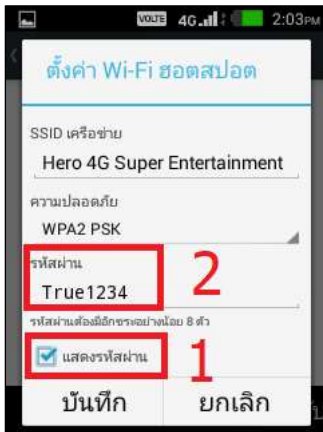 VOLTE 4G 2:03PM
ตั้งค่า Wi-Fi ฮอตสปอต
SSID เครือข่าย
Hero 4G Super Entertainment
ความปลอดภัย
WPA2 PSK
รหัสผ่าน
True1234
2
รหัสผ่านต้องมีอักขระอย่างน้อย 8 ตัว
แสดงรหัสผ่าน
1
บันทึก ยกเลิก